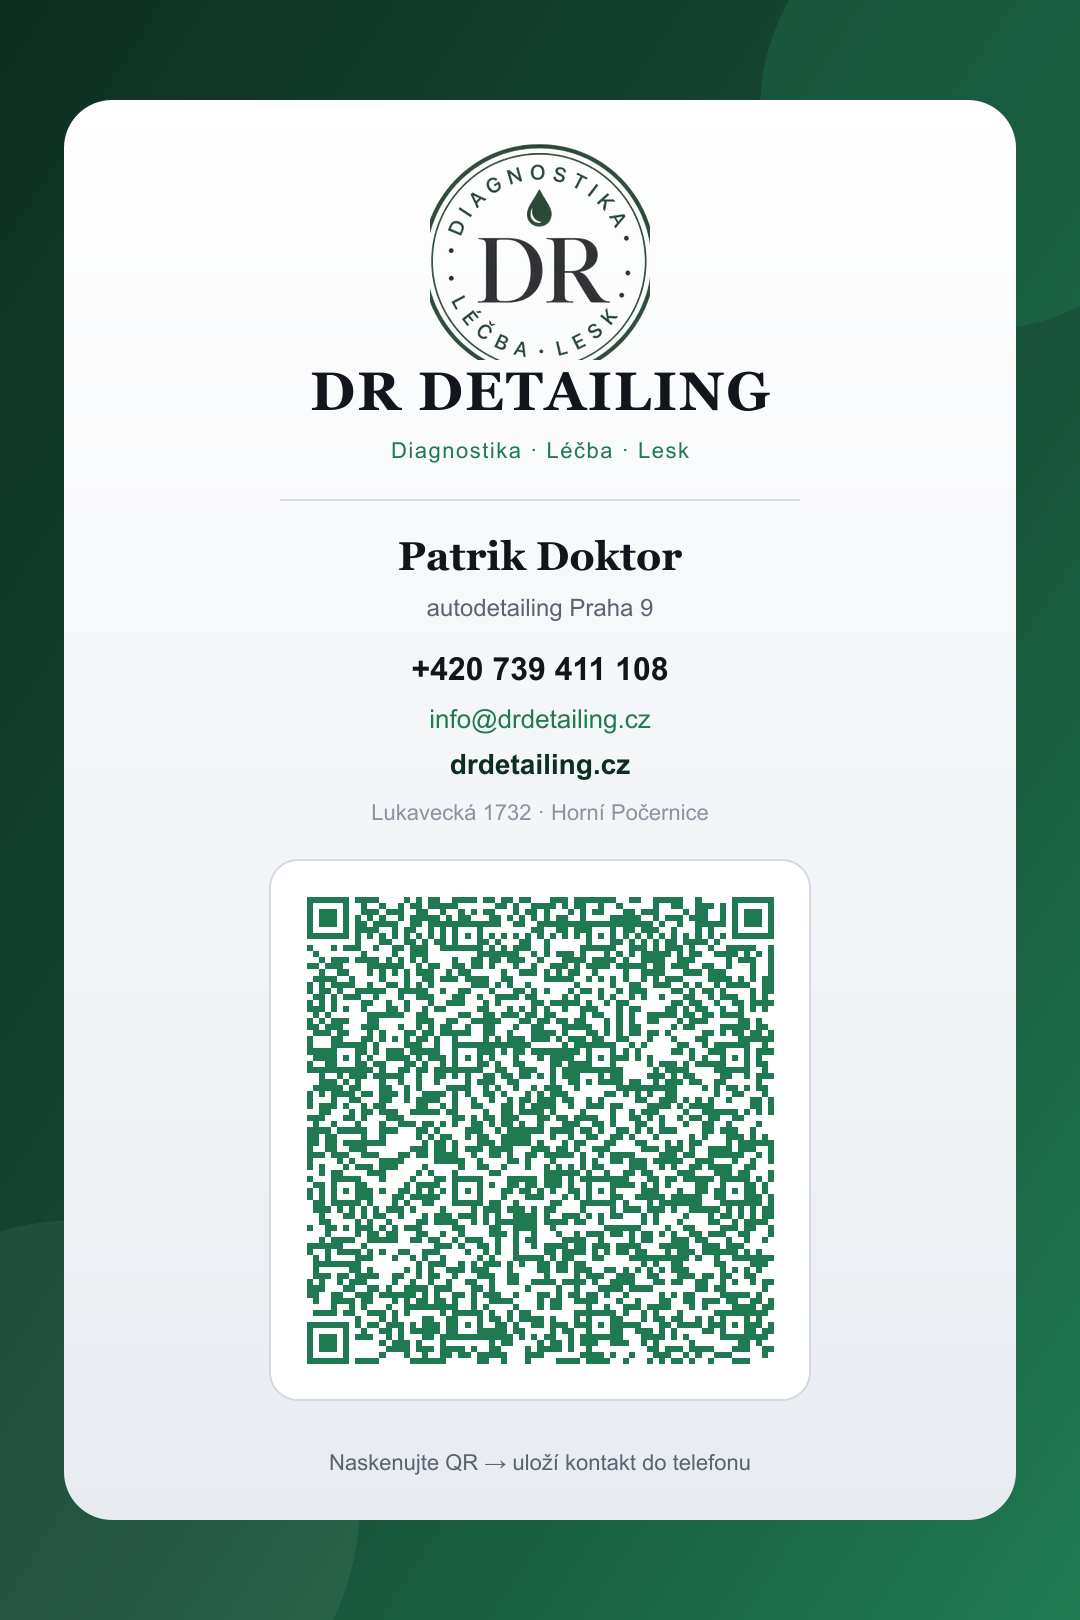 · DIAGNOSTIKA ·
DR
· LÉČBA · LESK ·
DR DETAILING
Diagnostika · Léčba · Lesk
Patrik Doktor
autodetailing Praha 9
+420 739 411 108
info@drdetailing.cz
drdetailing.cz
Lukavecká 1732 · Horní Počernice
Naskenujte QR → uloží kontakt do telefonu